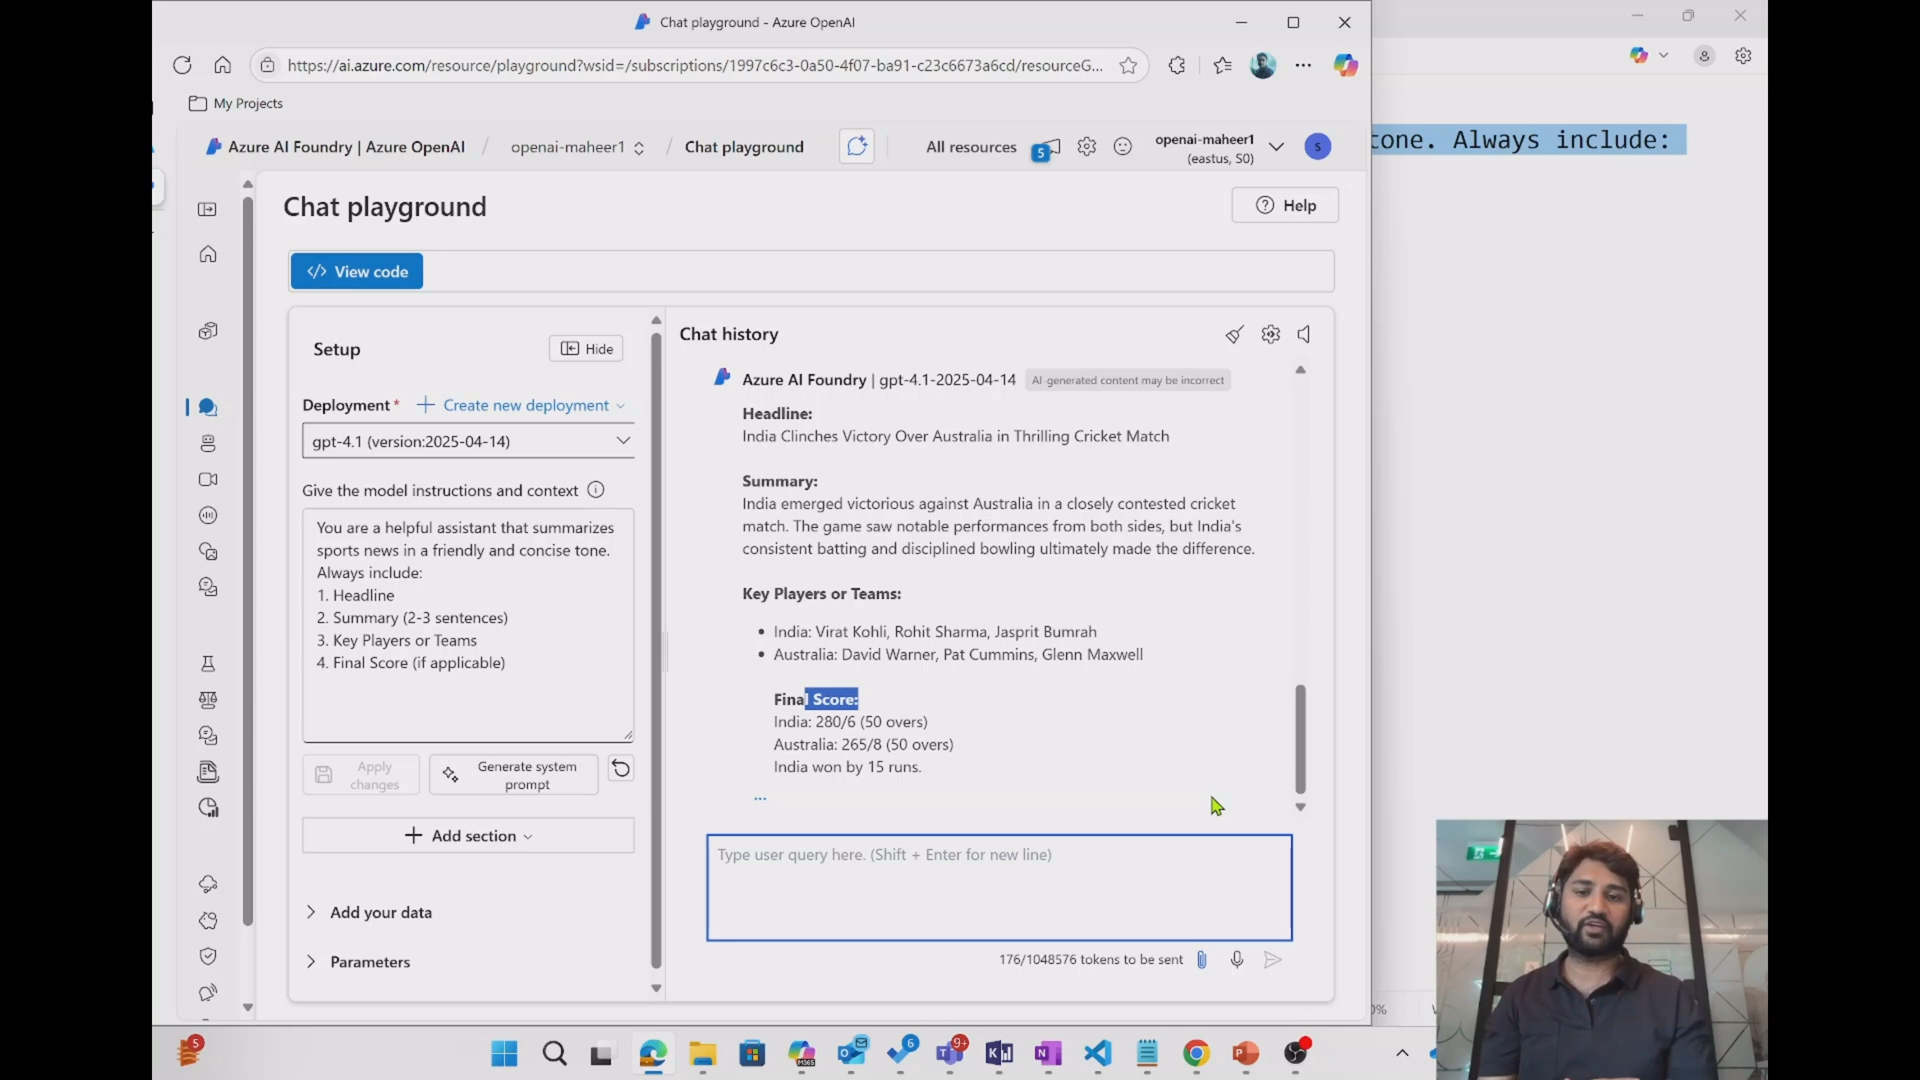 Chat playground - Azure OpenAI
https://ai.azure.com/resource/playground?wsid=/subscriptions/1997c6c3-0a50-4f07-ba91-c23c6673a6cd/resourceG...
My Projects
Azure AI Foundry | Azure OpenAI / openai-maheer1 / Chat playground
All resources
5
openai-maheer1
(eastus, S0)
S
tone. Always include:
Chat playground
Help
</> View code
Setup
Hide
Deployment *
Create new deployment
gpt-4.1 (version:2025-04-14)
Give the model instructions and context
You are a helpful assistant that summarizes
sports news in a friendly and concise tone.
Always include:
1. Headline
2. Summary (2-3 sentences)
3. Key Players or Teams
4. Final Score (if applicable)
Apply
changes
Generate system
prompt
Add section
Add your data
Parameters
Chat history
Azure AI Foundry | gpt-4.1-2025-04-14
AI-generated content may be incorrect
Headline:
India Clinches Victory Over Australia in Thrilling Cricket Match
Summary:
India emerged victorious against Australia in a closely contested cricket
match. The game saw notable performances from both sides, but India's
consistent batting and disciplined bowling ultimately made the difference.
Key Players or Teams:
• India: Virat Kohli, Rohit Sharma, Jasprit Bumrah
• Australia: David Warner, Pat Cummins, Glenn Maxwell
Final Score:
India: 280/6 (50 overs)
Australia: 265/8 (50 overs)
India won by 15 runs.
...
Type user query here. (Shift + Enter for new line)
176/1048576 tokens to be sent
5
M365
6
9+